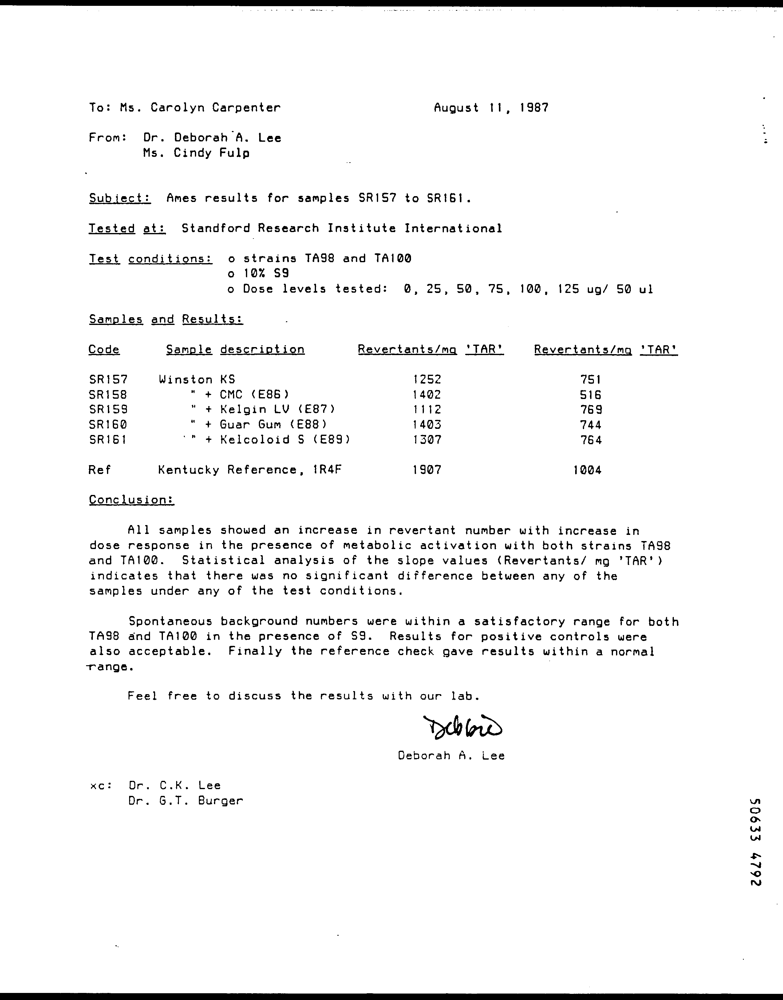 To: Ms. Carolyn Carpenter August 11, 1987
From: Dr. Deborah A. Lee
Ms. Cindy Fulp
Subject: Ames results for samples SR157 to SR161.
Tested at: Standford Research Institute International
Test conditions: o strains TA98 and TA100
o 10% S9
o Dose levels tested: 0, 25, 50, 75, 100, 125 ug/ 50 ul
Samples and Results:
Code Sample description Revertants/mg 'TAR' Revertants/mg 'TAR'
SR157 Winston KS 1252 751
SR158 " + CMC (E86) 1402 516
SR159 " + Kelgin LV (E87) 1112 769
SR160 " + Guar Gum (E88) 1403 744
SR161 " + Kelcoloid S (E89) 1307 764
Ref Kentucky Reference, 1R4F 1907 1004
Conclusion:
All samples showed an increase in revertant number with increase in
dose response in the presence of metabolic activation with both strains TA98
and TA100. Statistical analysis of the slope values (Revertants/ mg 'TAR')
indicates that there was no significant difference between any of the
samples under any of the test conditions.
Spontaneous background numbers were within a satisfactory range for both
TA98 and TA100 in the presence of S9. Results for positive controls were
also acceptable. Finally the reference check gave results within a normal
range.
Feel free to discuss the results with our lab.
Debbie
Deborah A. Lee
xc: Dr. C.K. Lee
Dr. G.T. Burger
50633 4792